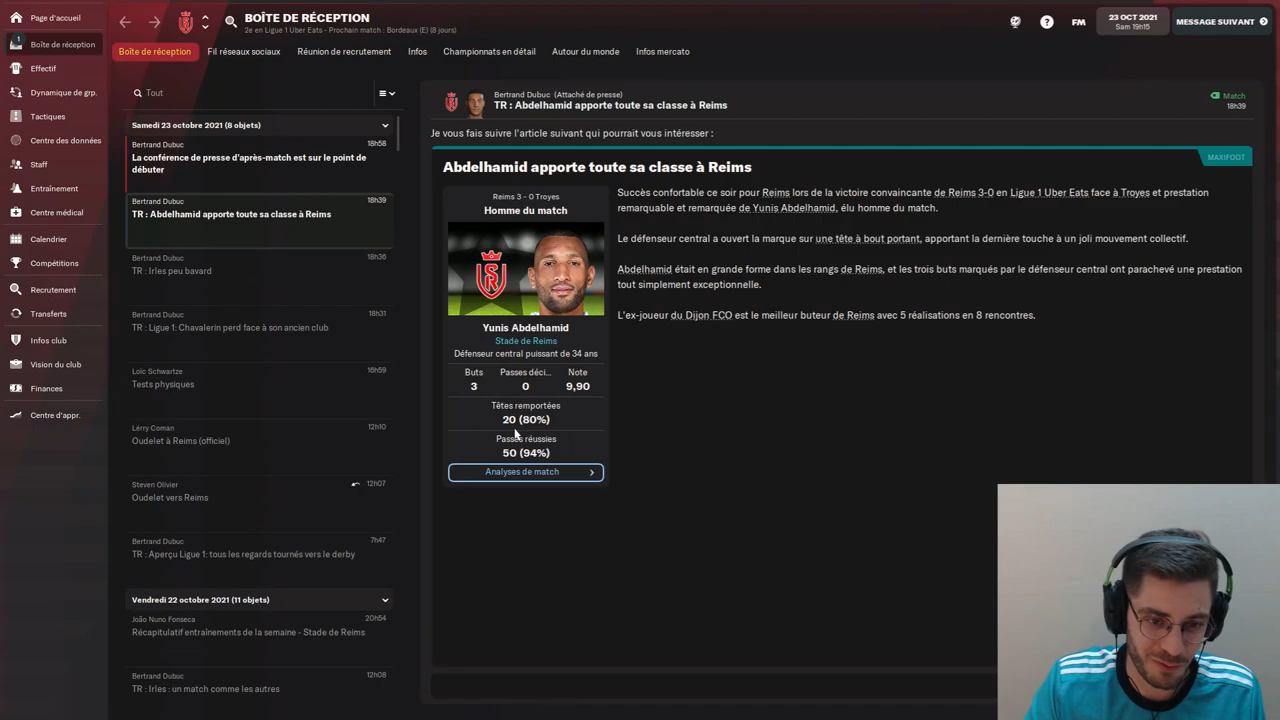 Page d'accueil
1
Boîte de réception
Effectif
Dynamique de grp.
Tactiques
Centre des données
Staff
Entraînement
Centre médical
Calendrier
Compétitions
Recrutement
Transferts
Infos club
Vision du club
Finances
Centre d'appr.
BOÎTE DE RÉCEPTION
2e en Ligue 1 Uber Eats - Prochain match : Bordeaux (E) (8 jours)
?
FM
23 OCT 2021
Sam 19h15
MESSAGE SUIVANT
Boîte de réception
Fil réseaux sociaux
Réunion de recrutement
Infos
Championnats en détail
Autour du monde
Infos mercato
Tout
Samedi 23 octobre 2021 (8 objets)
Bertrand Dubuc 18h58
La conférence de presse d'après-match est sur le point de
débuter
Bertrand Dubuc 18h39
TR : Abdelhamid apporte toute sa classe à Reims
Bertrand Dubuc 18h36
TR : Irles peu bavard
Bertrand Dubuc 18h31
TR : Ligue 1: Chavalerin perd face à son ancien club
Loïc Schwartze 16h59
Tests physiques
Lérry Coman 12h10
Oudelet à Reims (officiel)
Steven Olivier 12h07
Oudelet vers Reims
Bertrand Dubuc 7h47
TR : Aperçu Ligue 1: tous les regards tournés vers le derby
Vendredi 22 octobre 2021 (11 objets)
João Nuno Fonseca 20h54
Récapitulatif entraînements de la semaine - Stade de Reims
Bertrand Dubuc 12h08
TR : Irles : un match comme les autres
Bertrand Dubuc (Attaché de presse)
TR : Abdelhamid apporte toute sa classe à Reims
Match
18h39
Je vous fais suivre l'article suivant qui pourrait vous intéresser :
Abdelhamid apporte toute sa classe à Reims
MAXIFOOT
Reims 3 - 0 Troyes
Homme du match
Yunis Abdelhamid
Stade de Reims
Défenseur central puissant de 34 ans
Buts Passes déci... Note
3 0 9,90
Têtes remportées
20 (80%)
Passes réussies
50 (94%)
Analyses de match
Succès confortable ce soir pour Reims lors de la victoire convaincante de Reims 3-0 en Ligue 1 Uber Eats face à Troyes et prestation
remarquable et remarquée de Yunis Abdelhamid, élu homme du match.
Le défenseur central a ouvert la marque sur une tête à bout portant, apportant la dernière touche à un joli mouvement collectif.
Abdelhamid était en grande forme dans les rangs de Reims, et les trois buts marqués par le défenseur central ont parachevé une prestation
tout simplement exceptionnelle.
L'ex-joueur du Dijon FCO est le meilleur buteur de Reims avec 5 réalisations en 8 rencontres.